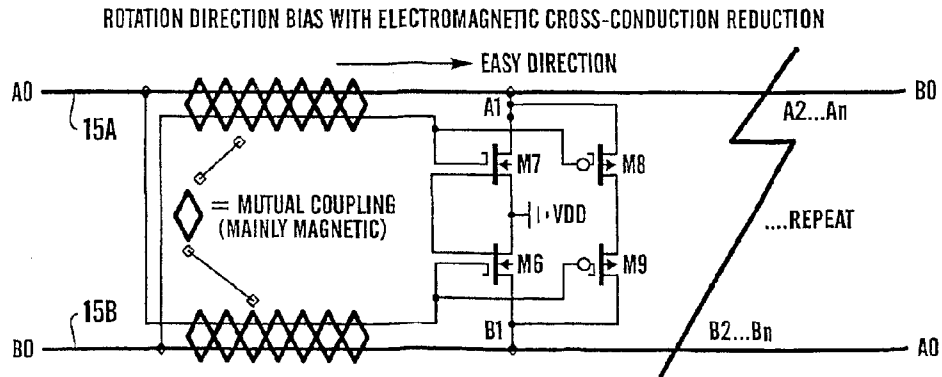 ROTATION DIRECTION BIAS WITH ELECTROMAGNETIC CROSS-CONDUCTION REDUCTION
EASY DIRECTION
A0
B0
15A
A1
A2...An
M7
M8
= MUTUAL COUPLING
(MAINLY MAGNETIC)
VDD
....REPEAT
M6
M9
15B
B1
B2...Bn
B0
A0